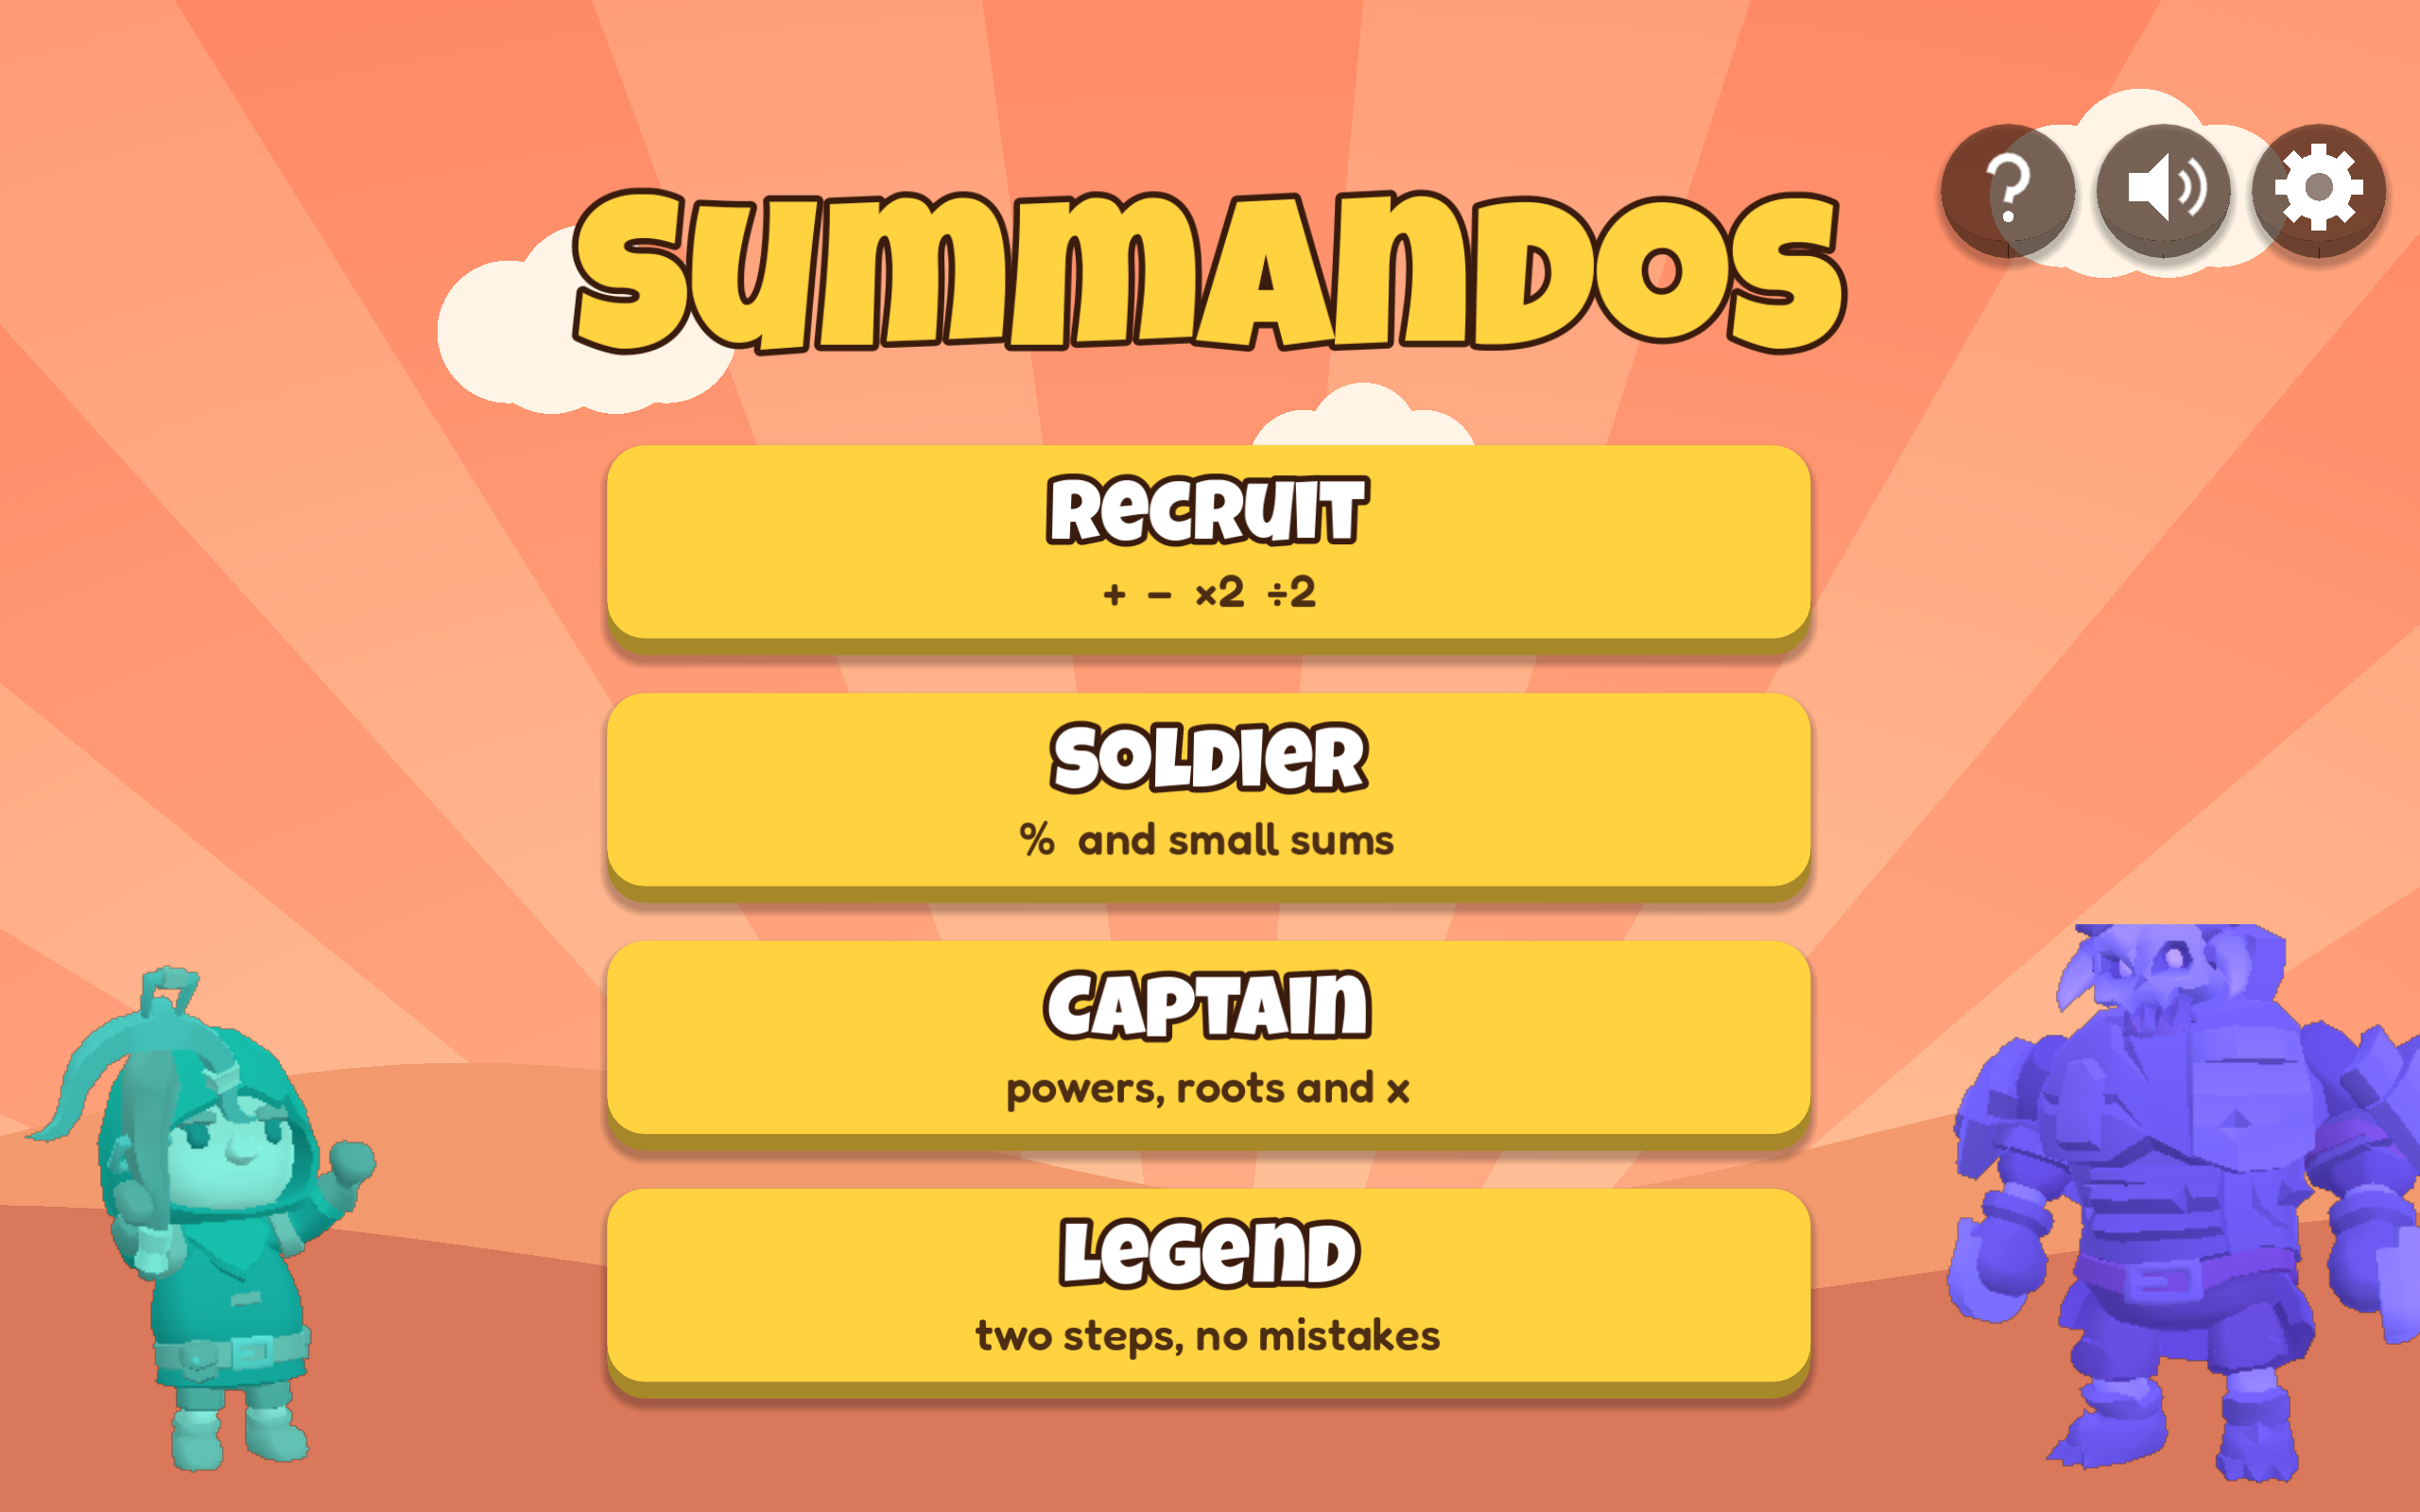 SUMMANDOS
?
RECRUIT
+ − ×2 ÷2
SOLDIER
% and small sums
CAPTAIN
powers, roots and x
LEGEND
two steps, no mistakes